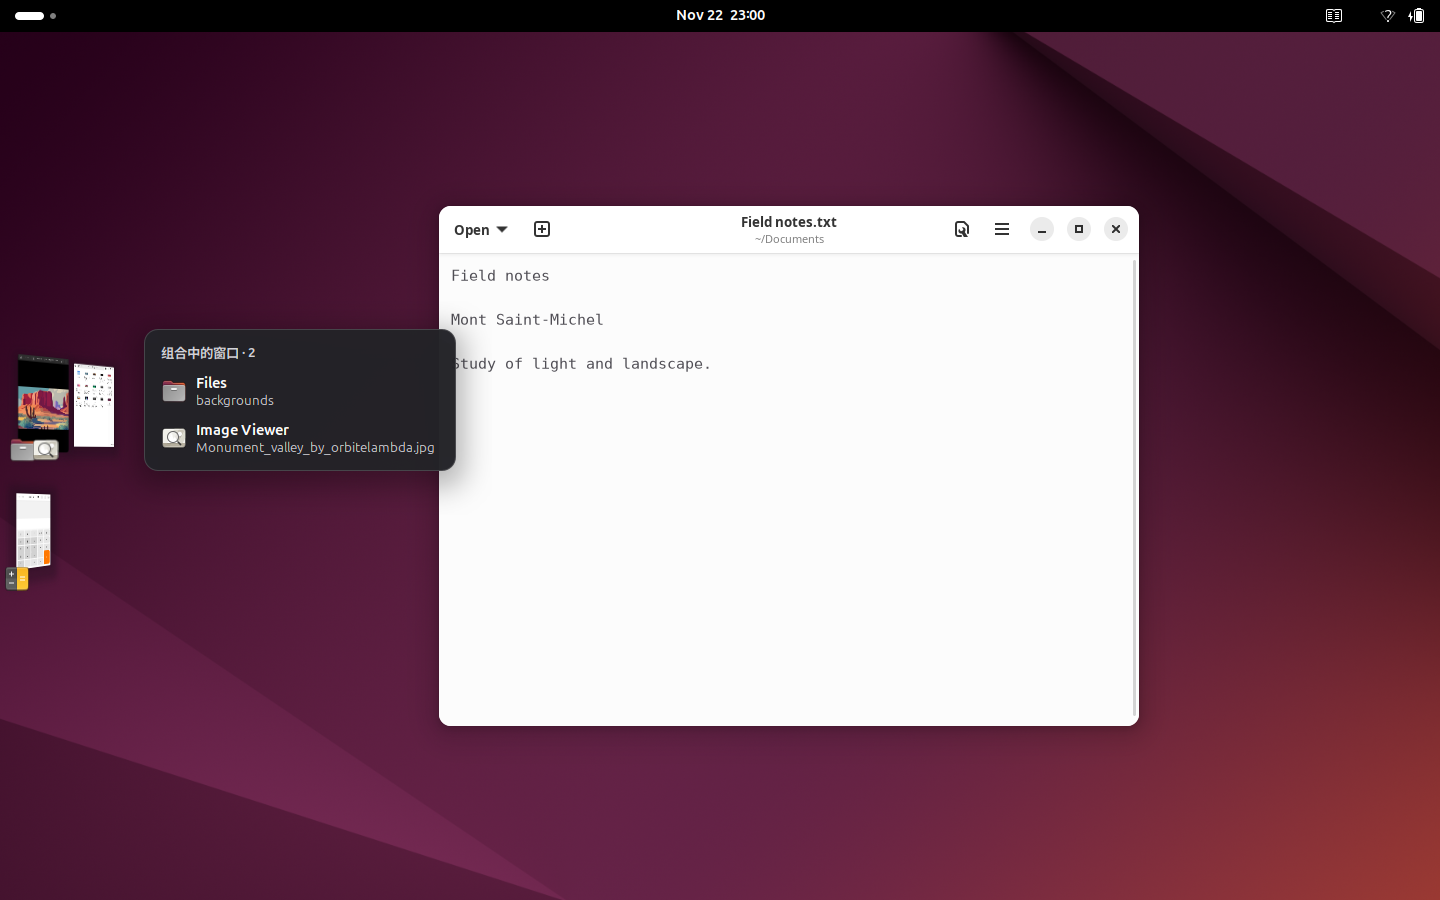 Nov 22 23:00
Open
Field notes.txt
~/Documents
Field notes
Mont Saint-Michel
Study of light and landscape.
组合中的窗口 · 2
Files
backgrounds
Image Viewer
Monument_valley_by_orbitelambda.jpg